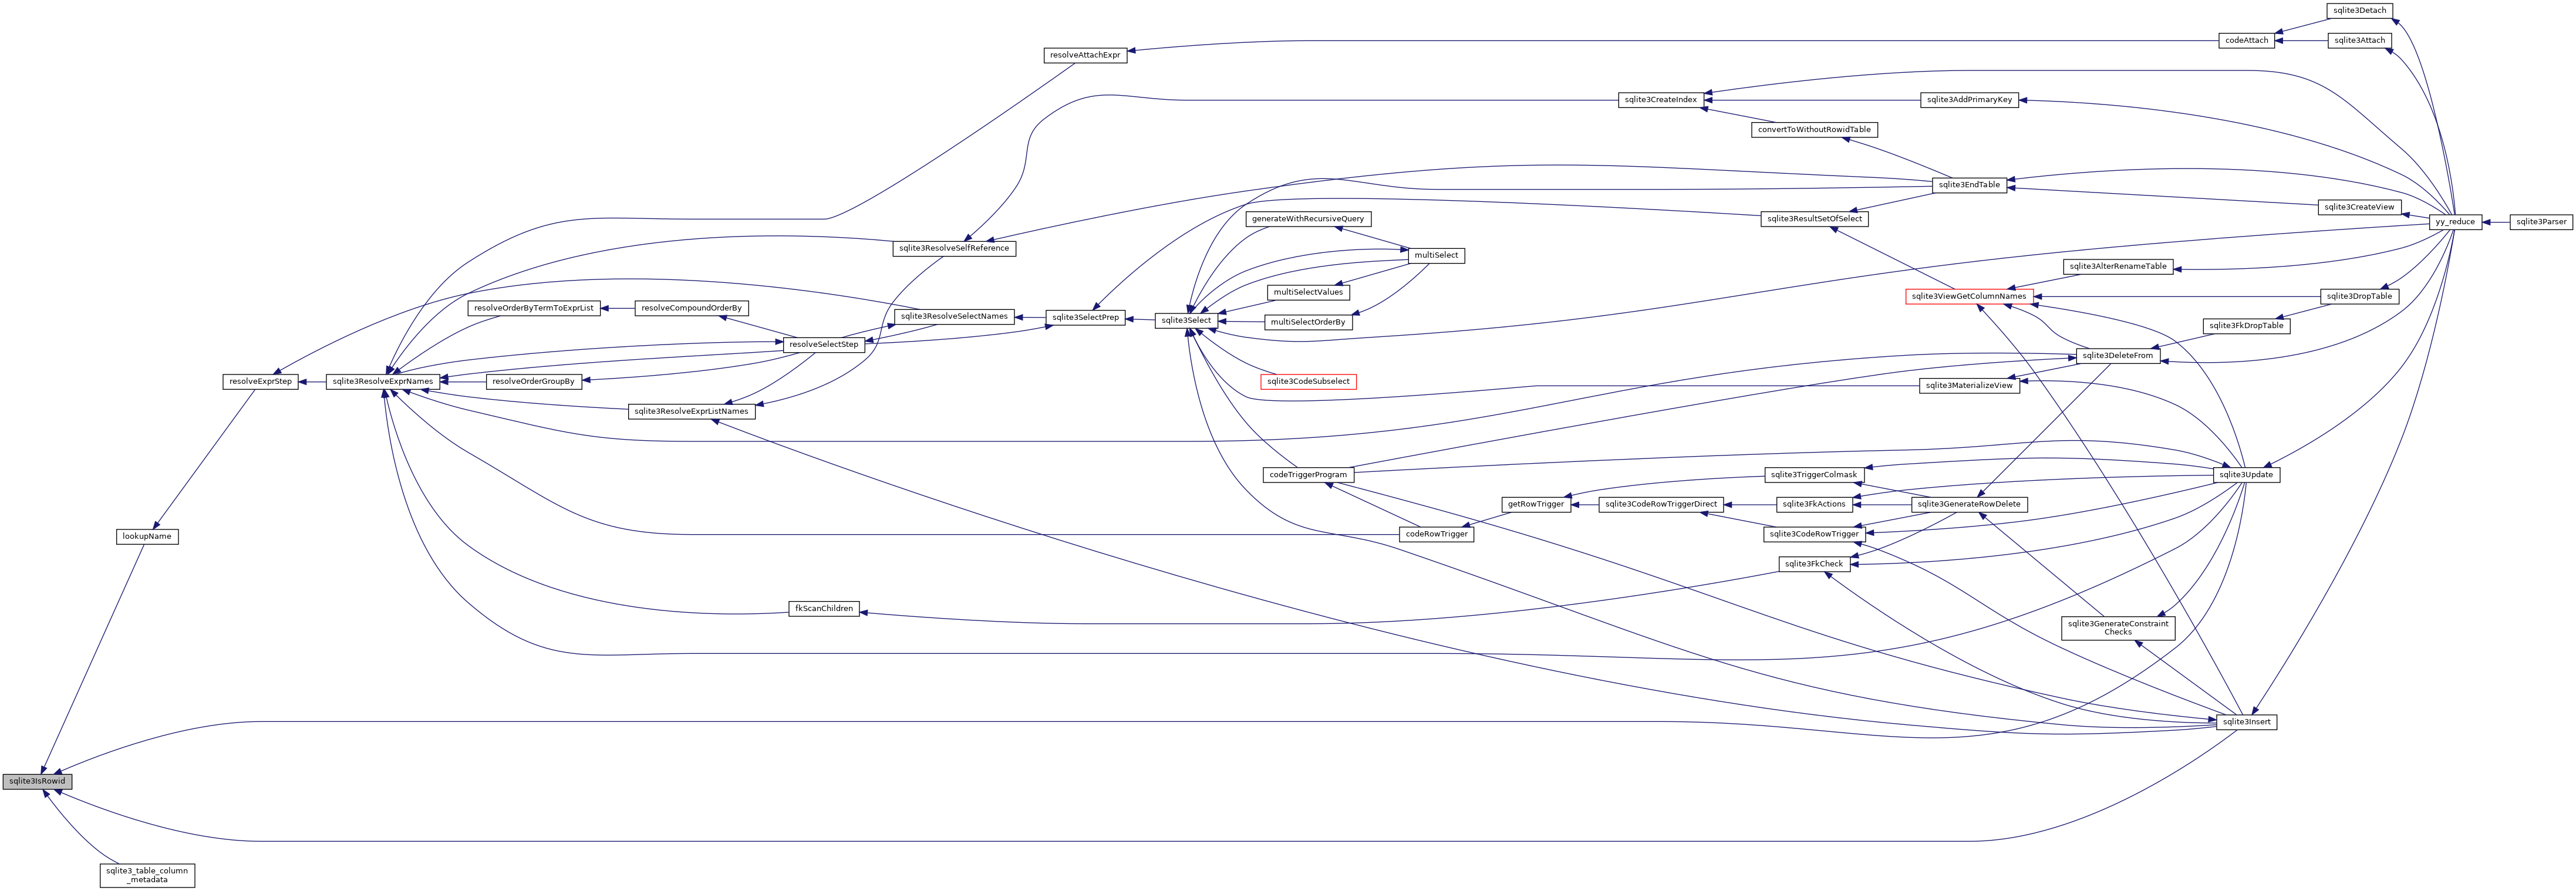 sqlite3Detach
sqlite3Attach
codeAttach
resolveAttachExpr
sqlite3CreateIndex
sqlite3AddPrimaryKey
convertToWithoutRowidTable
sqlite3EndTable
sqlite3CreateView
sqlite3ResultSetOfSelect
generateWithRecursiveQuery
yy_reduce
sqlite3Parser
sqlite3ResolveSelfReference
multiSelect
sqlite3AlterRenameTable
multiSelectValues
sqlite3ViewGetColumnNames
sqlite3DropTable
resolveOrderByTermToExprList
resolveCompoundOrderBy
sqlite3ResolveSelectNames
sqlite3SelectPrep
sqlite3Select
multiSelectOrderBy
sqlite3FkDropTable
resolveSelectStep
sqlite3DeleteFrom
resolveExprStep
sqlite3ResolveExprNames
resolveOrderGroupBy
sqlite3CodeSubselect
sqlite3MaterializeView
sqlite3ResolveExprListNames
codeTriggerProgram
sqlite3TriggerColmask
sqlite3Update
getRowTrigger
sqlite3CodeRowTriggerDirect
sqlite3FkActions
sqlite3GenerateRowDelete
lookupName
codeRowTrigger
sqlite3CodeRowTrigger
sqlite3FkCheck
fkScanChildren
sqlite3GenerateConstraint
Checks
sqlite3Insert
sqlite3IsRowid
sqlite3_table_column
_metadata